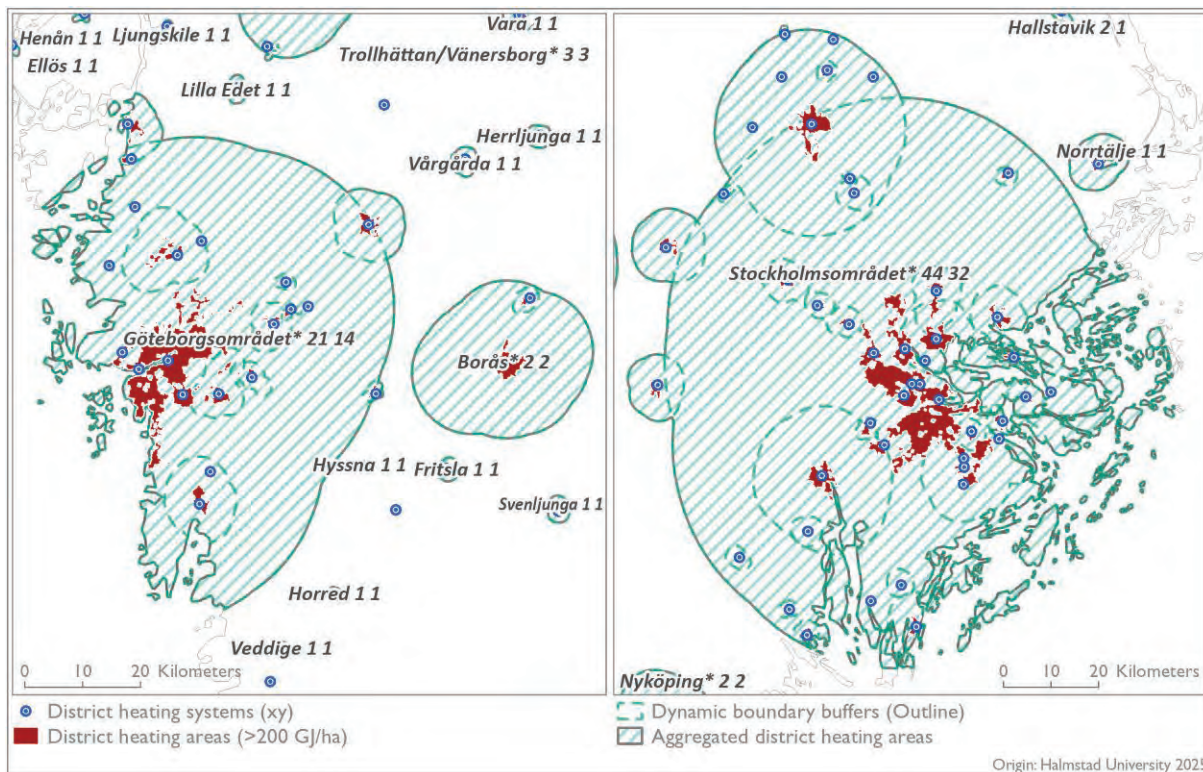 Henån 1 1
Ljungskile 1 1
Vara 1 1
Ellös 1 1
Trollhättan/Vänersborg* 3 3
Lilla Edet 1 1
Herrljunga 1 1
Vårgårda 1 1
Göteborgsområdet* 21 14
Borås* 2 2
Hyssna 1 1
Fritsla 1 1
Svenljunga 1 1
Horred 1 1
Veddige 1 1
0 10 20 Kilometers
Hallstavik 2 1
Norrtälje 1 1
Stockholmsområdet* 44 32
Nyköping* 2 2
0 10 20 Kilometers
District heating systems (xy)
District heating areas (>200 GJ/ha)
Dynamic boundary buffers (Outline)
Aggregated district heating areas
Origin: Halmstad University